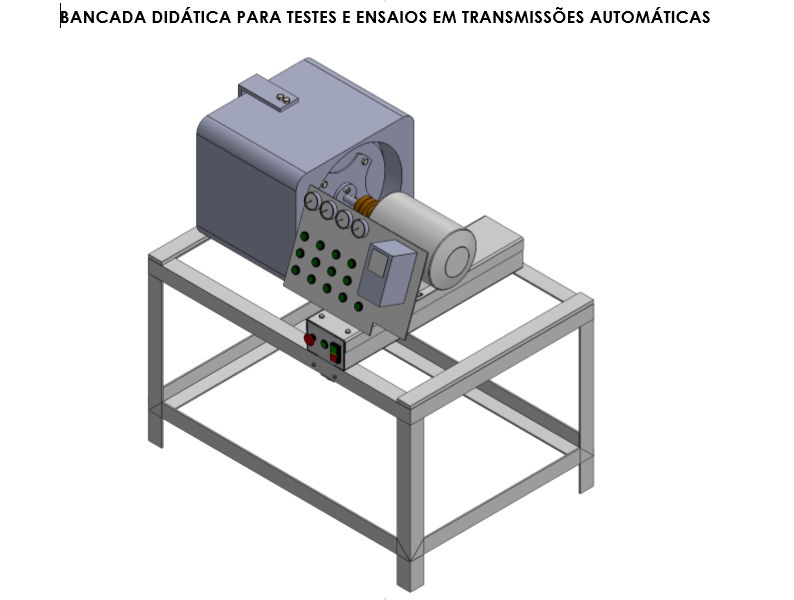 BANCADA DIDÁTICA PARA TESTES E ENSAIOS EM TRANSMISSÕES AUTOMÁTICAS